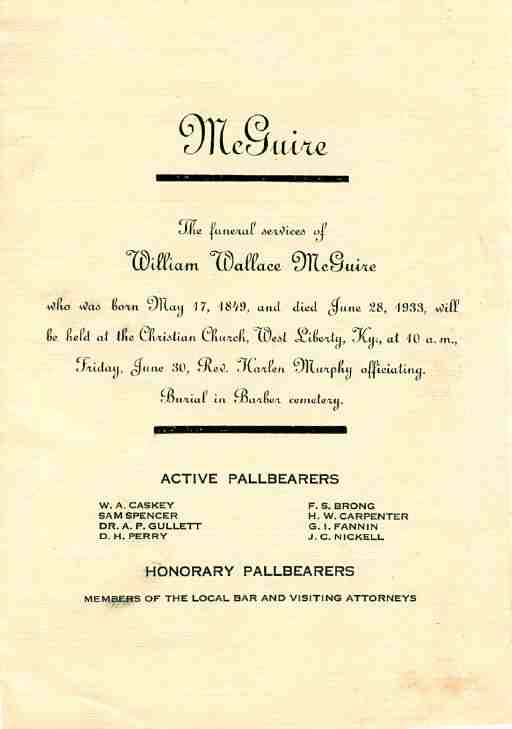 McGuire
The funeral services of
William Wallace McGuire
who was born May 17, 1849, and died June 28, 1933, will
be held at the Christian Church, West Liberty, Ky., at 10 a. m.,
Friday, June 30, Rev. Harlen Murphy officiating.
Burial in Barber cemetery.
ACTIVE PALLBEARERS
W. A. CASKEY
SAM SPENCER
DR. A. P. GULLETT
D. H. PERRY
F. S. BRONG
H. W. CARPENTER
G. I. FANNIN
J. C. NICKELL
HONORARY PALLBEARERS
MEMBERS OF THE LOCAL BAR AND VISITING ATTORNEYS